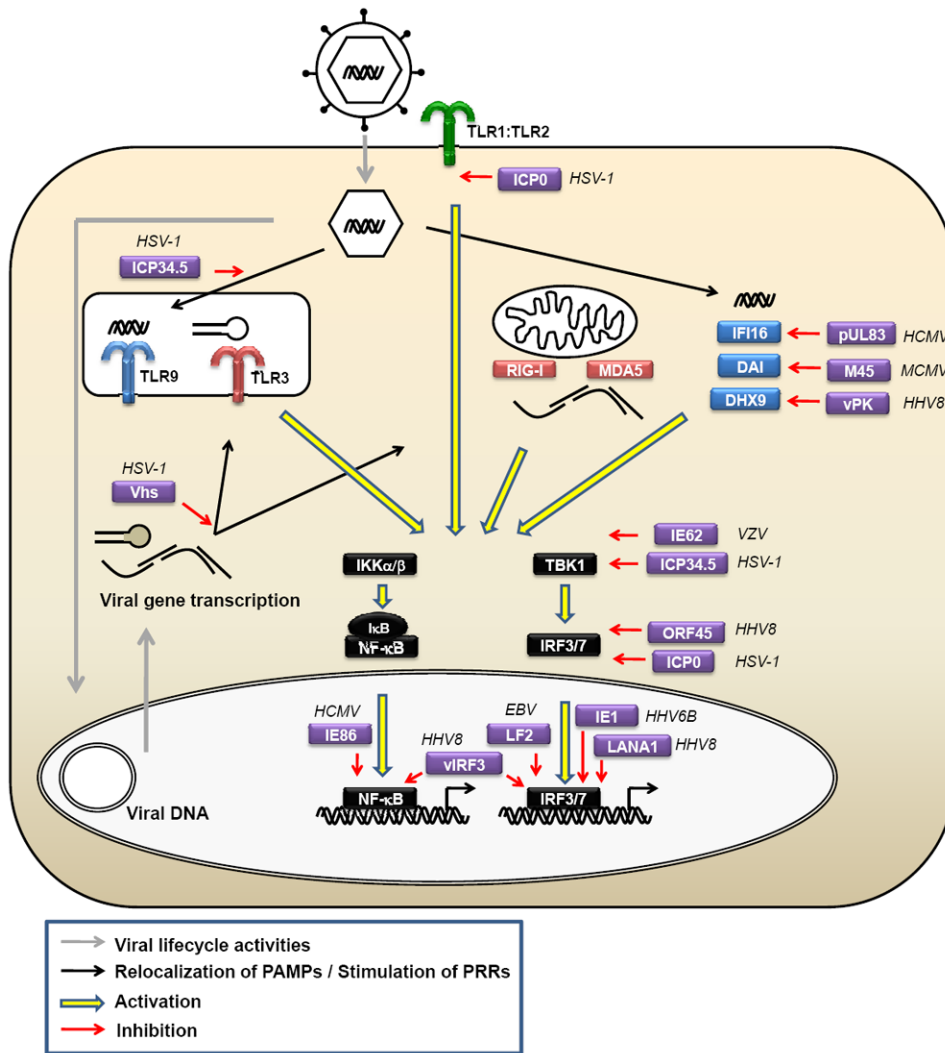 TLR1:TLR2
ICP0 HSV-1
HSV-1
ICP34.5
TLR9
TLR3
RIG-I MDA5
IFI16 pUL83 HCMV
DAI M45 MCMV
DHX9 vPK HHV8
HSV-1
Vhs
Viral gene transcription
IKKα/β
IκB
NF-κB
TBK1
IRF3/7
IE62 VZV
ICP34.5 HSV-1
ORF45 HHV8
ICP0 HSV-1
HCMV
IE86
HHV8
vIRF3
EBV
LF2
IE1 HHV6B
LANA1 HHV8
NF-κB
IRF3/7
Viral DNA
Viral lifecycle activities
Relocalization of PAMPs / Stimulation of PRRs
Activation
Inhibition